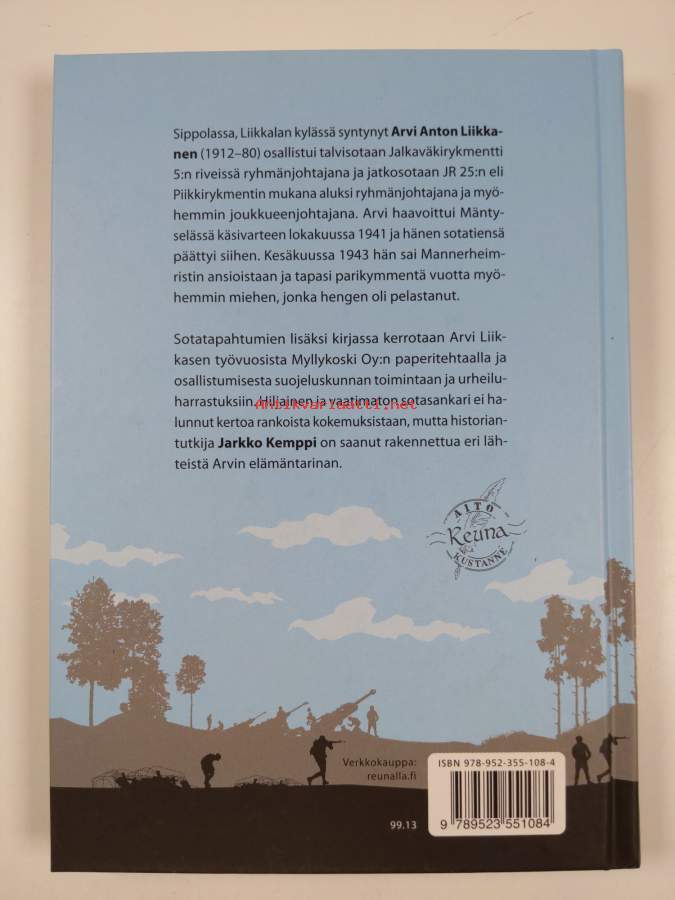 Sippolassa, Liikkalan kylässä syntynyt Arvi Anton Liikka-
nen (1912–80) osallistui talvisotaan Jalkaväkirykmentti
5:n riveissä ryhmänjohtajana ja jatkosotaan JR 25:n eli
Piikkirykmentin mukana aluksi ryhmänjohtajana ja myö-
hemmin joukkueenjohtajana. Arvi haavoittui Mänty-
selässä käsivarteen lokakuussa 1941 ja hänen sotatiensä
päättyi siihen. Kesäkuussa 1943 hän sai Mannerheim-
ristin ansioistaan ja tapasi parikymmentä vuotta myö-
hemmin miehen, jonka hengen oli pelastanut.
Sotatapahtumien lisäksi kirjassa kerrotaan Arvi Liik-
kasen työvuosista Myllykoski Oy:n paperitehtaalla ja
osallistumisesta suojeluskunnan toimintaan ja urheilu-
harrastuksiin. Hiljainen ja vaatimaton sotasankari ei ha-
Antikvariaatti.net
lunnut kertoa rankoista kokemuksistaan, mutta historian-
tutkija Jarkko Kemppi on saanut rakennettua eri läh-
teistä Arvin elämäntarinan.
AITO
Reuna
KUSTANNE
Verkkokauppa:
reunalla.fi
ISBN 978-952-355-108-4
99.13
9 789523 551084